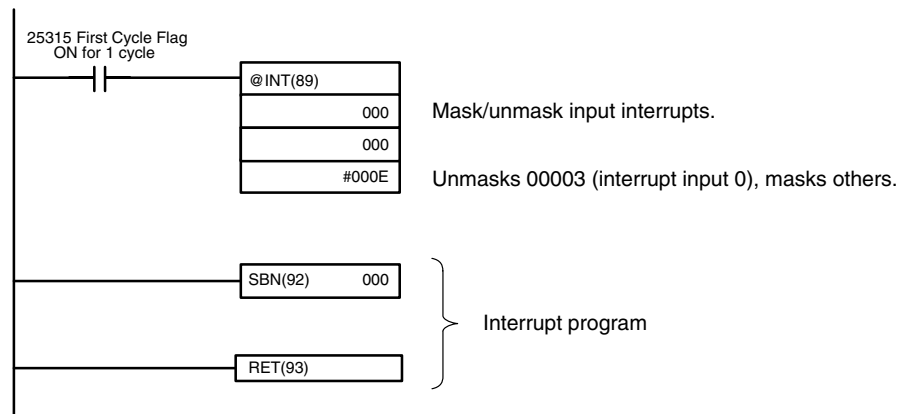 25315 First Cycle Flag
ON for 1 cycle
@INT(89)
000
Mask/unmask input interrupts.
000
#000E
Unmasks 00003 (interrupt input 0), masks others.
SBN(92) 000
Interrupt program
RET(93)